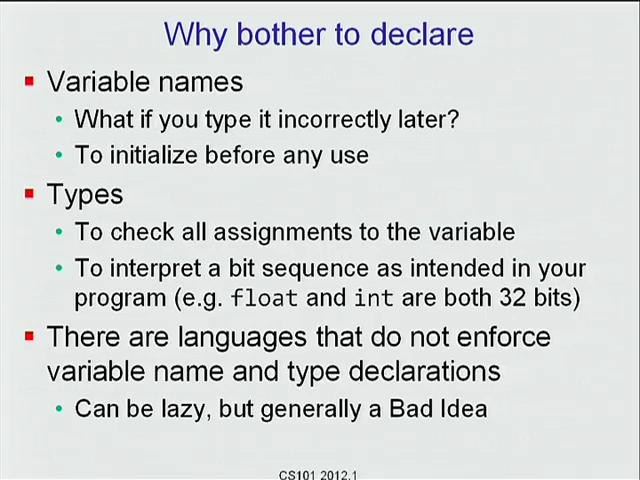 Why bother to declare
Variable names
What if you type it incorrectly later?
To initialize before any use
Types
To check all assignments to the variable
To interpret a bit sequence as intended in your
program (e.g. float and int are both 32 bits)
There are languages that do not enforce
variable name and type declarations
Can be lazy, but generally a Bad Idea
CS101 2012.1